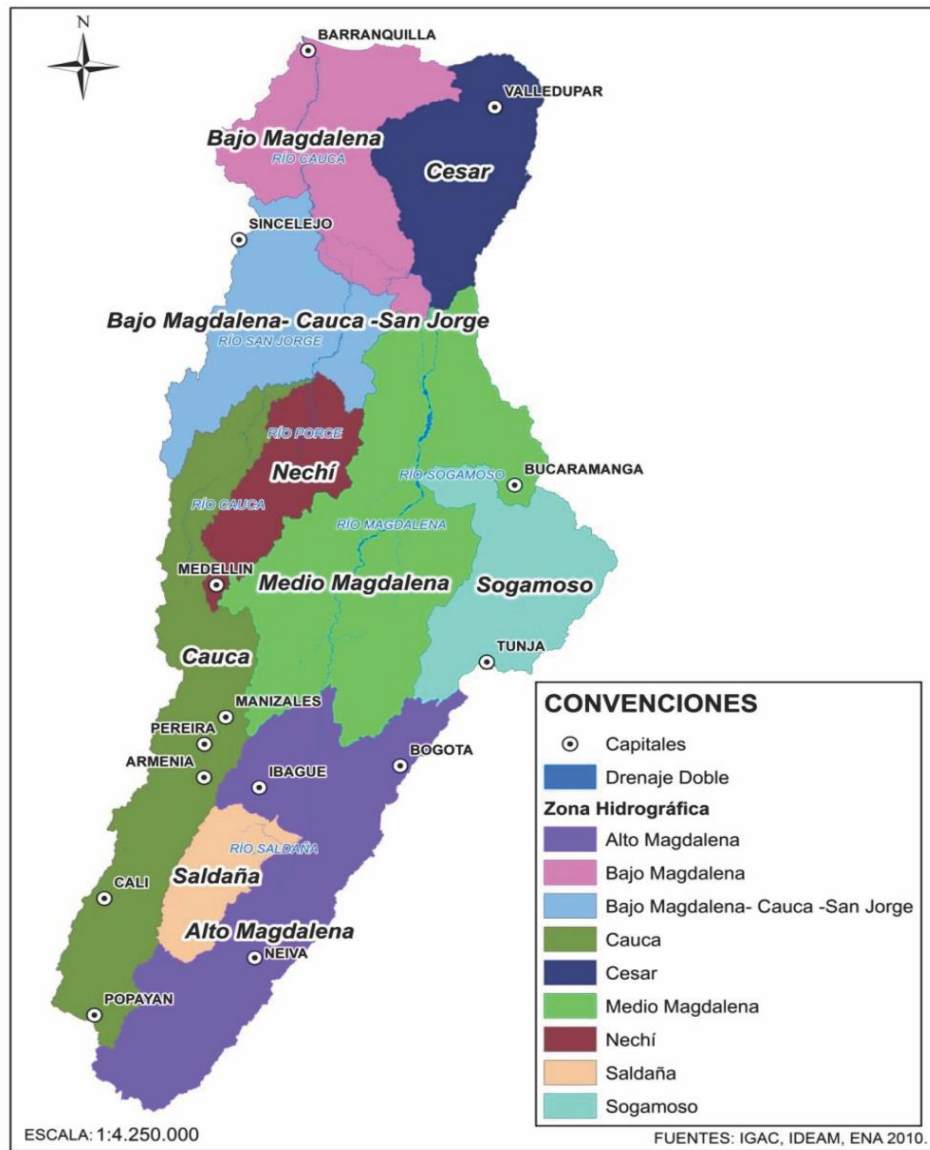 N
BARRANQUILLA
VALLEDUPAR
Bajo Magdalena
RÍO CAUCA
Cesar
SINCELEJO
Bajo Magdalena- Cauca -San Jorge
RÍO SAN JORGE
RÍO PORCE
Nechí
BUCARAMANGA
RÍO SOGAMOSO
RÍO CAUCA
RÍO MAGDALENA
MEDELLIN
Medio Magdalena
Sogamoso
Cauca
TUNJA
MANIZALES
PEREIRA
BOGOTA
ARMENIA
IBAGUE
RÍO SALDAÑA
Saldaña
CALI
Alto Magdalena
NEIVA
POPAYAN
CONVENCIONES
Capitales
Drenaje Doble
Zona Hidrográfica
Alto Magdalena
Bajo Magdalena
Bajo Magdalena- Cauca -San Jorge
Cauca
Cesar
Medio Magdalena
Nechí
Saldaña
Sogamoso
ESCALA: 1:4.250.000
FUENTES: IGAC, IDEAM, ENA 2010.